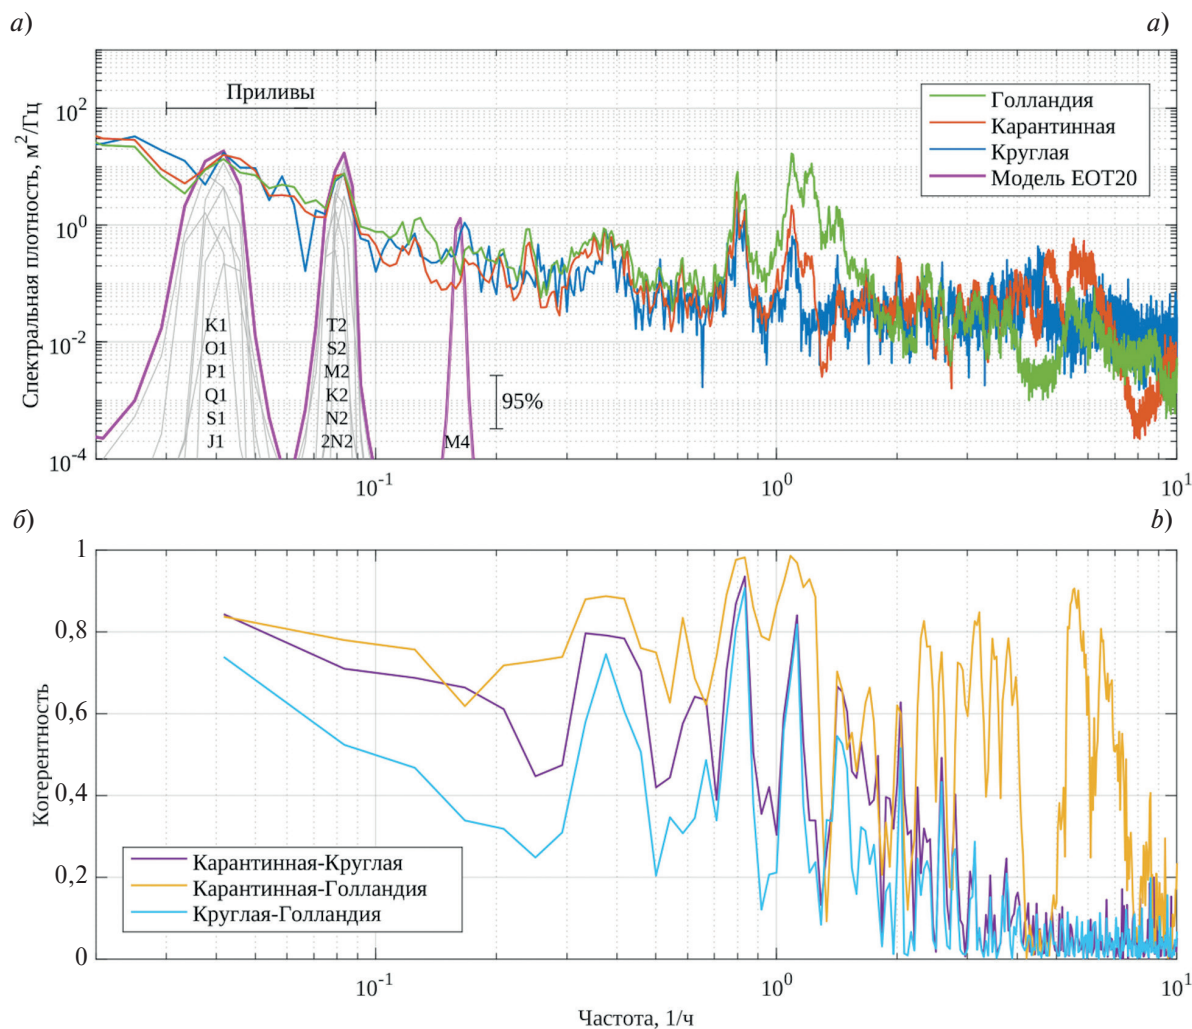 а) a)
Спектральная плотность, м²/Гц
10²
10⁰
10⁻²
10⁻⁴
Приливы
Голландия
Карантинная
Круглая
Модель EOT20
K1 T2
O1 S2
P1 M2
Q1 K2
S1 N2
J1 2N2 M4
95%
10⁻¹ 10⁰ 10¹
б) b)
Когерентность
1
0,8
0,6
0,4
0,2
0
Карантинная-Круглая
Карантинная-Голландия
Круглая-Голландия
10⁻¹ 10⁰ 10¹
Частота, 1/ч